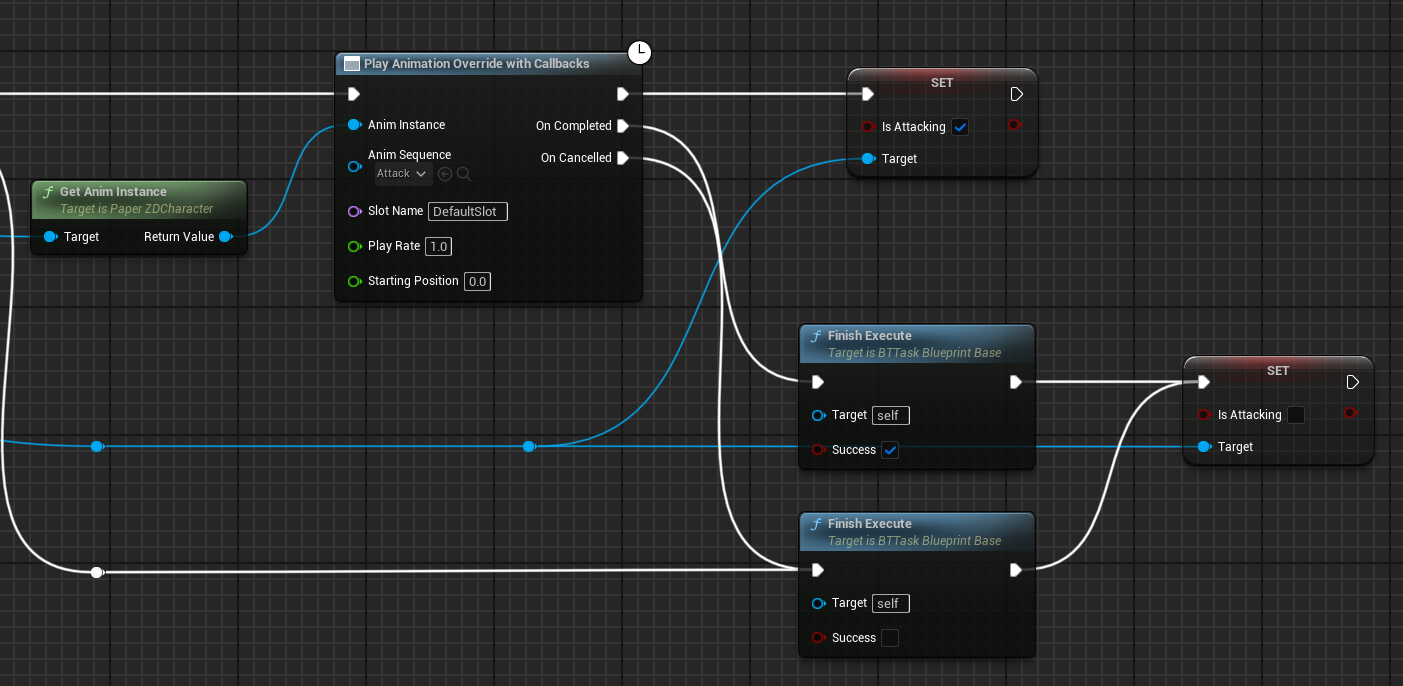 Play Animation Override with Callbacks
SET
Anim Instance
On Completed
Is Attacking
Anim Sequence
On Cancelled
Target
Attack
Get Anim Instance
Target is Paper ZDCharacter
Slot Name DefaultSlot
Target
Return Value
Play Rate 1.0
Starting Position 0.0
Finish Execute
Target is BTTask Blueprint Base
SET
Target self
Is Attacking
Success
Target
Finish Execute
Target is BTTask Blueprint Base
Target self
Success